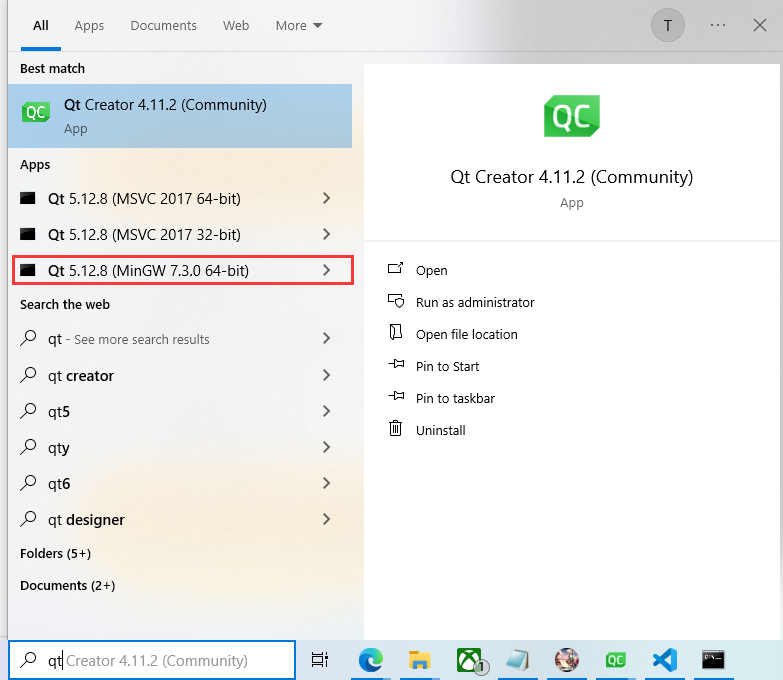 All Apps Documents Web More T
Best match
QC Qt Creator 4.11.2 (Community)
App
Apps
Qt 5.12.8 (MSVC 2017 64-bit)
Qt 5.12.8 (MSVC 2017 32-bit)
Qt 5.12.8 (MinGW 7.3.0 64-bit)
Search the web
qt - See more search results
qt creator
qt5
qty
qt6
qt designer
Folders (5+)
Documents (2+)
QC
Qt Creator 4.11.2 (Community)
App
Open
Run as administrator
Open file location
Pin to Start
Pin to taskbar
Uninstall
qt Creator 4.11.2 (Community) 1 QC